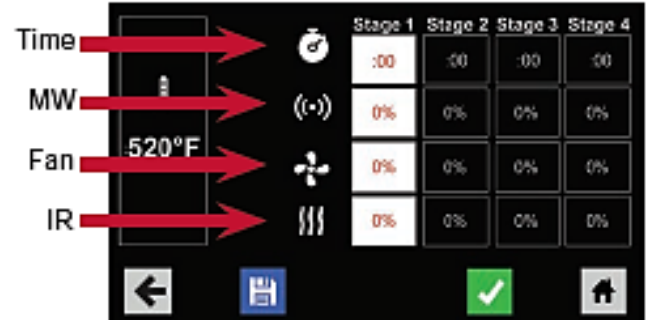 Stage 1 Stage 2 Stage 3 Stage 4
Time :00 :00 :00 :00
MW 0% 0% 0% 0%
520°F
Fan 0% 0% 0% 0%
IR 0% 0% 0% 0%